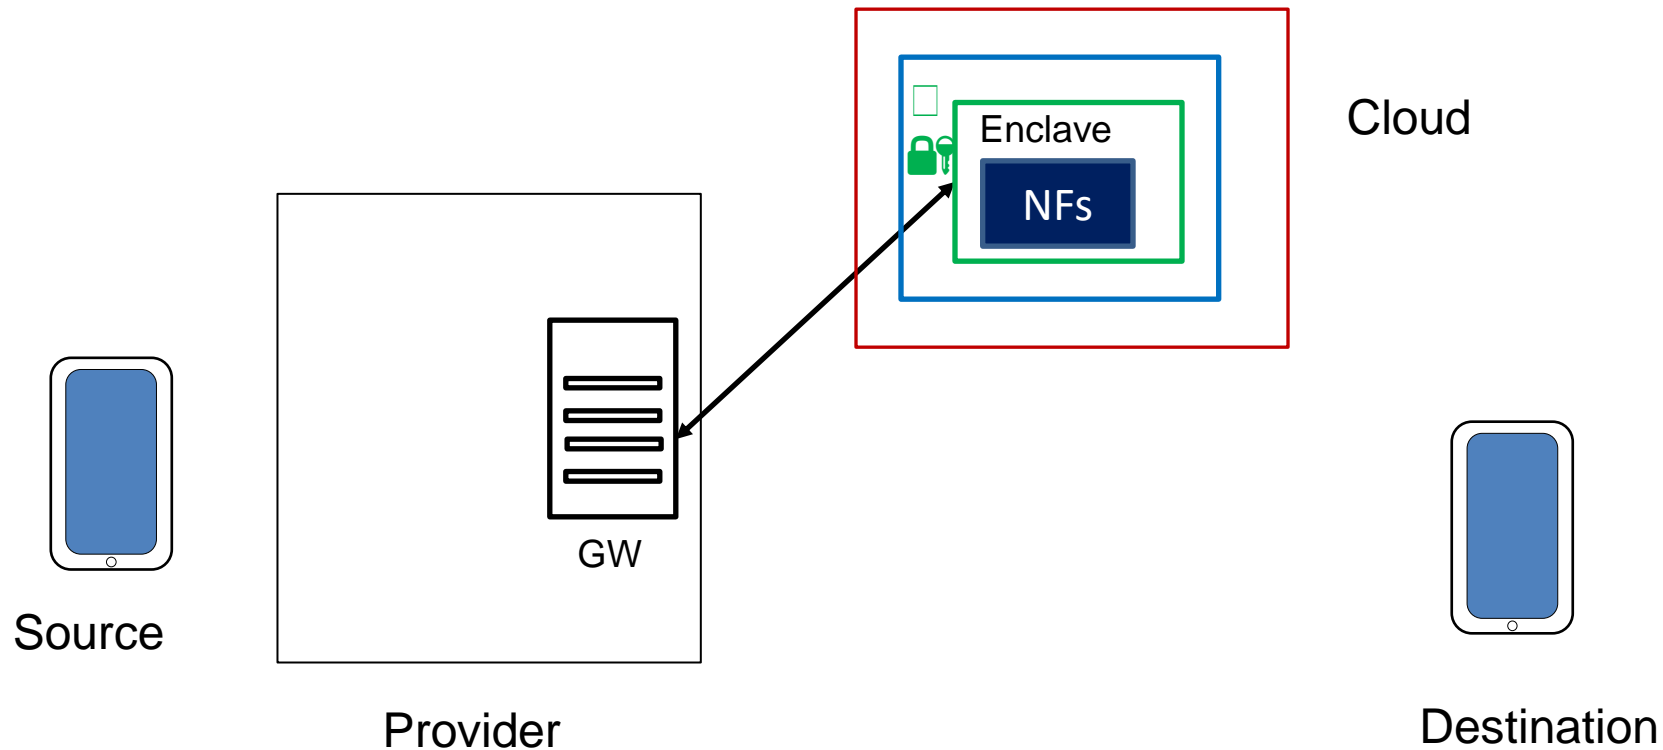 Cloud
Enclave
NFs
GW
Source
Provider
Destination